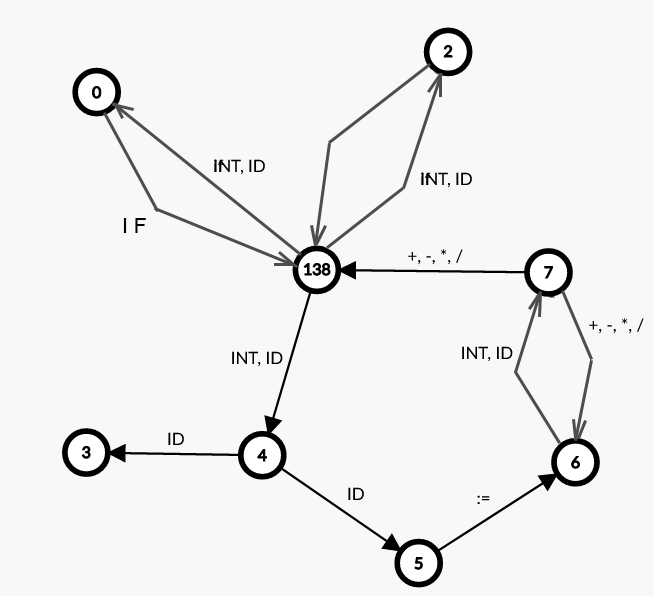 2
0
INT, ID
INT, ID
I F
+, -, *, /
138
7
+, -, *, /
INT, ID
INT, ID
ID
3
4
6
ID
:=
5